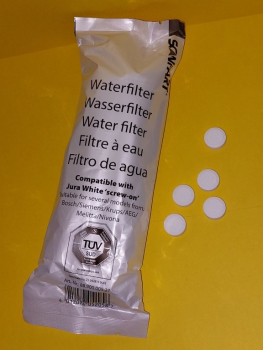 Waterfilter
Wasserfilter
Water filter
Filtre à eau
Filtro de agua
Compatible with
Jura White 'screw-on'
Suitable for several models from
Bosch/Siemens/Krups/AEG/
Melitta/Nivona
TÜV
SÜD